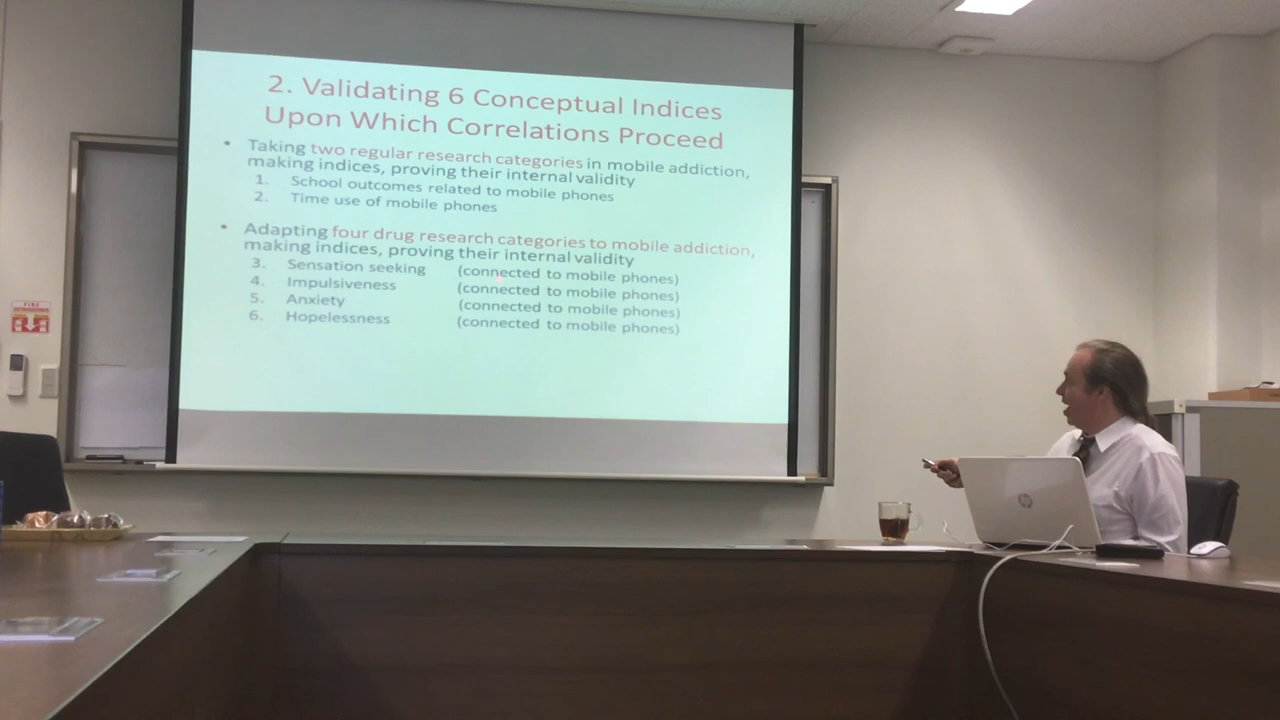 2. Validating 6 Conceptual Indices
Upon Which Correlations Proceed
• Taking two regular research categories in mobile addiction,
making indices, proving their internal validity
1. School outcomes related to mobile phones
2. Time use of mobile phones
• Adapting four drug research categories to mobile addiction,
making indices, proving their internal validity
3. Sensation seeking (connected to mobile phones)
4. Impulsiveness (connected to mobile phones)
5. Anxiety (connected to mobile phones)
6. Hopelessness (connected to mobile phones)
FIRE
hp